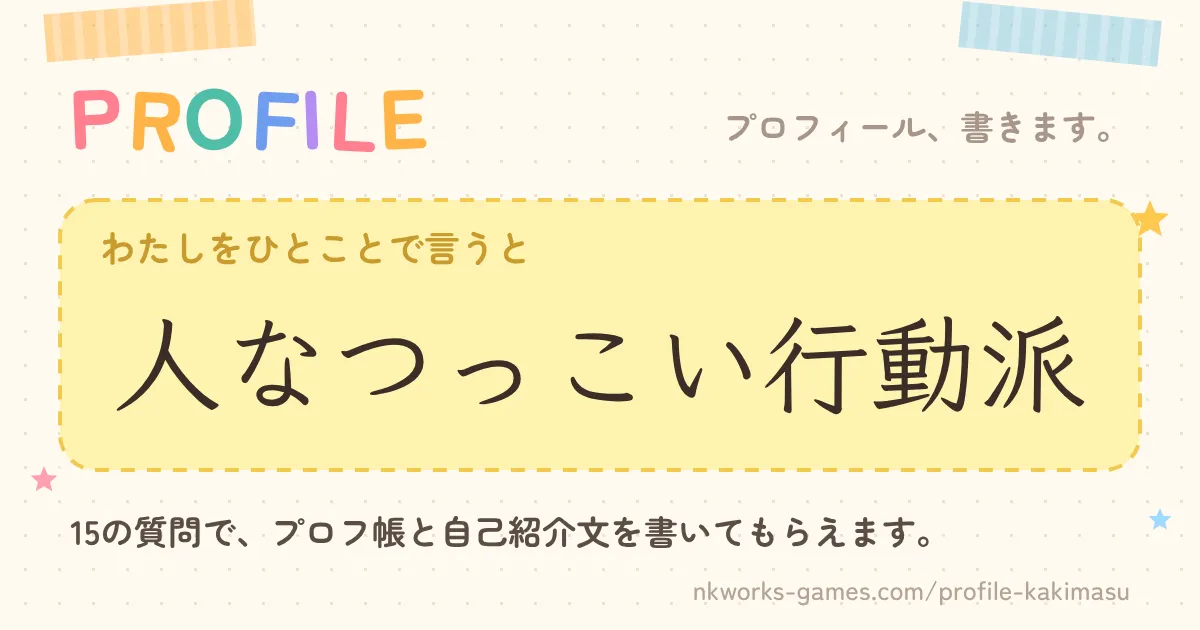 PROFILE
プロフィール、書きます。
わたしをひとことで言うと
人なつっこい行動派
15の質問で、プロフ帳と自己紹介文を書いてもらえます。
nkworks-games.com/profile-kakimasu